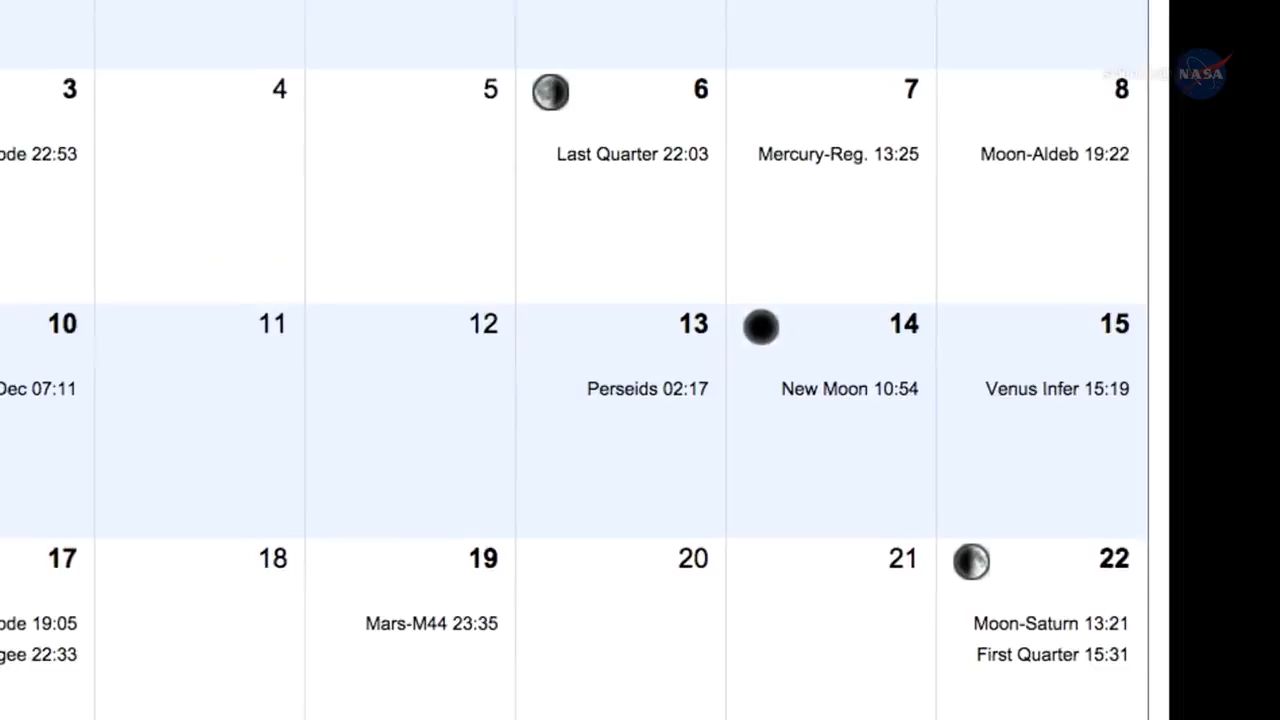 3 4 5 6 7 8
ode 22:53 Last Quarter 22:03 Mercury-Reg. 13:25 Moon-Aldeb 19:22
10 11 12 13 14 15
Dec 07:11 Perseids 02:17 New Moon 10:54 Venus Infer 15:19
17 18 19 20 21 22
ode 19:05 Mars-M44 23:35 Moon-Saturn 13:21
gee 22:33 First Quarter 15:31
NASA